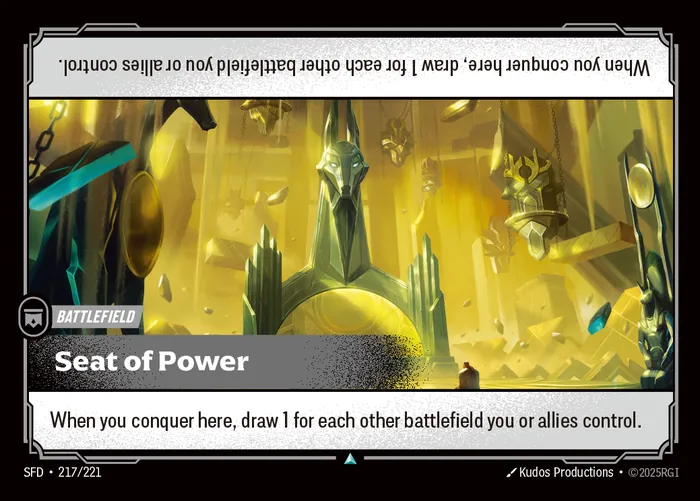 When you conquer here, draw 1 for each other battlefield you or allies control.
BATTLEFIELD
Seat of Power
When you conquer here, draw 1 for each other battlefield you or allies control.
SFD • 217/221
Kudos Productions • ©2025RGI